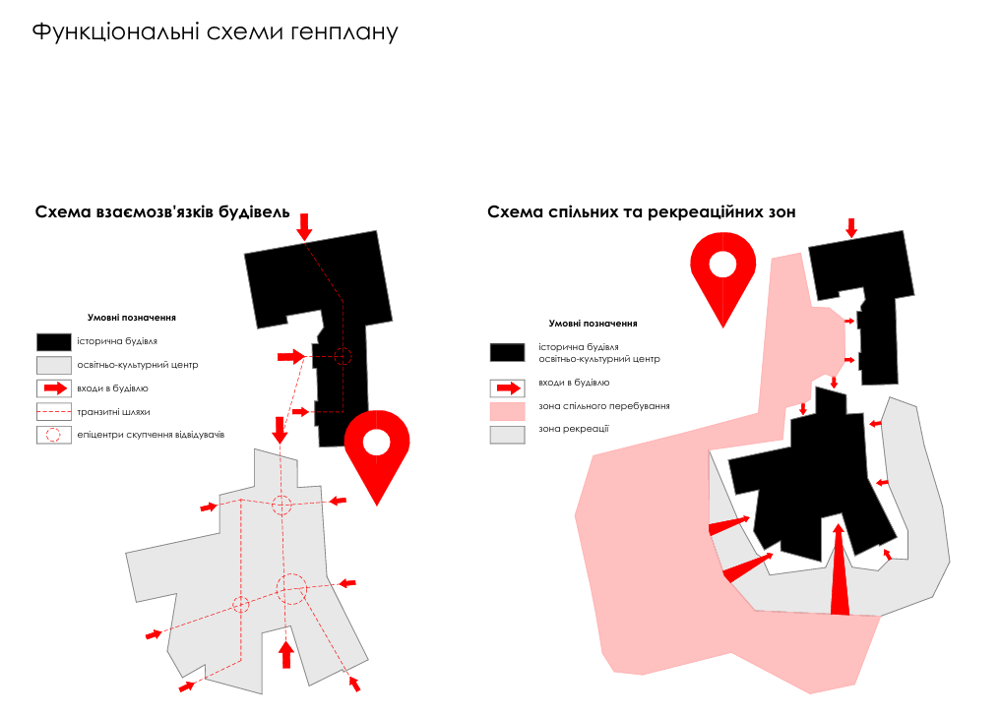 Функціональні схеми генплану
Схема взаємозв'язків будівель
Умовні позначення
історична будівля
освітньо-культурний центр
входи в будівлю
транзитні шляхи
епіцентри скупчення відвідувачів
Схема спільних та рекреаційних зон
Умовні позначення
історична будівля
освітньо-культурний центр
входи в будівлю
зона спільного перебування
зона рекреації